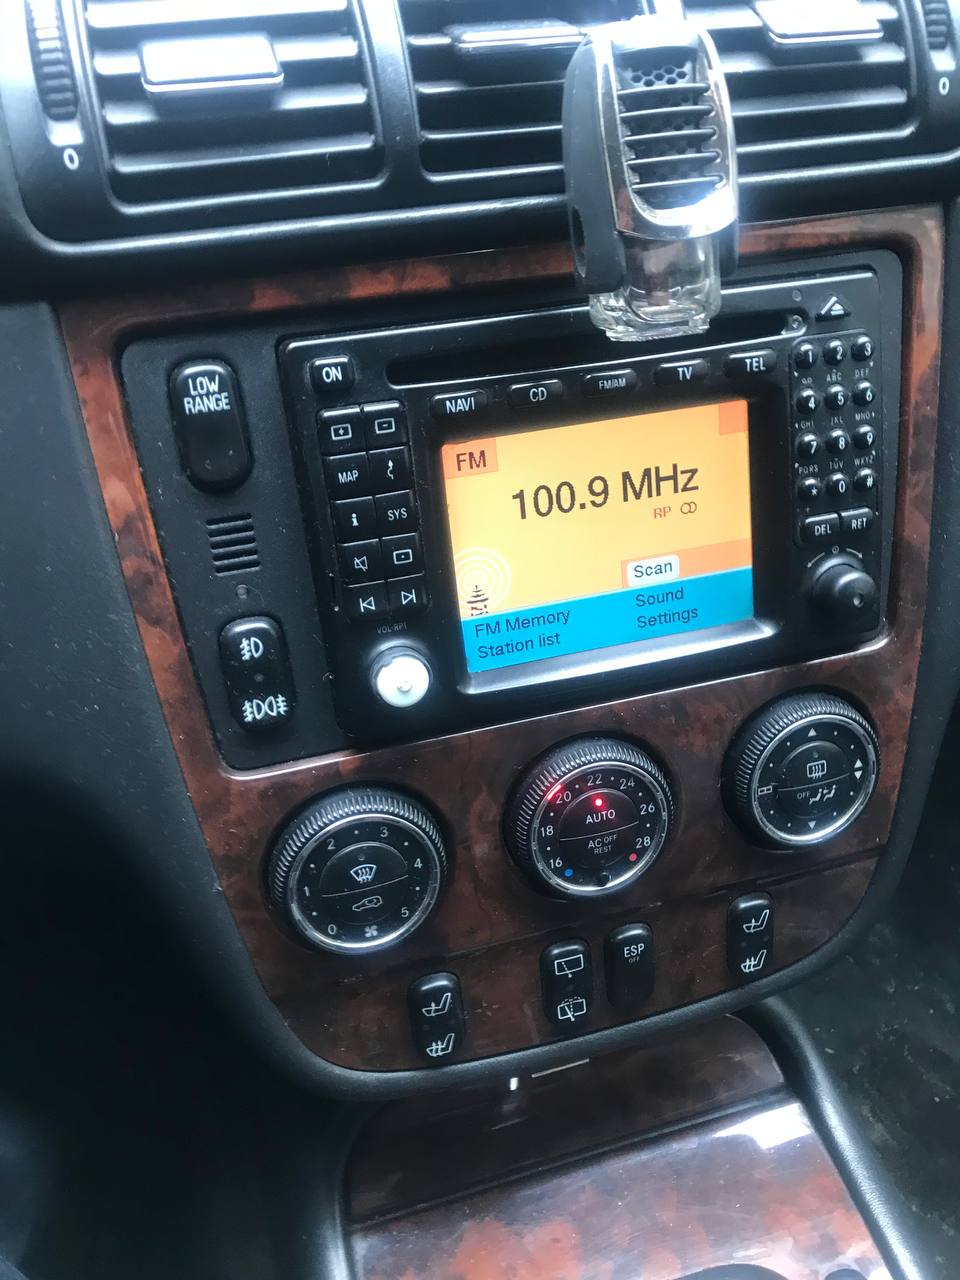 0
0
LOW
RANGE
ON
NAVI
CD
FM/AM
TV
TEL
1
2
3
ABC
DEF
4
5
6
GHI
JKL
MNO
7
8
9
PQRS
TUV
WXYZ
*
0
#
DEL
RET
MAP
i
SYS
VOL-RPT
FM
100.9 MHz
RP
Scan
FM Memory
Sound
Station list
Settings
0
1
2
3
4
5
16
18
20
22
24
26
28
AUTO
AC OFF
REST
OFF
ESP
OFF